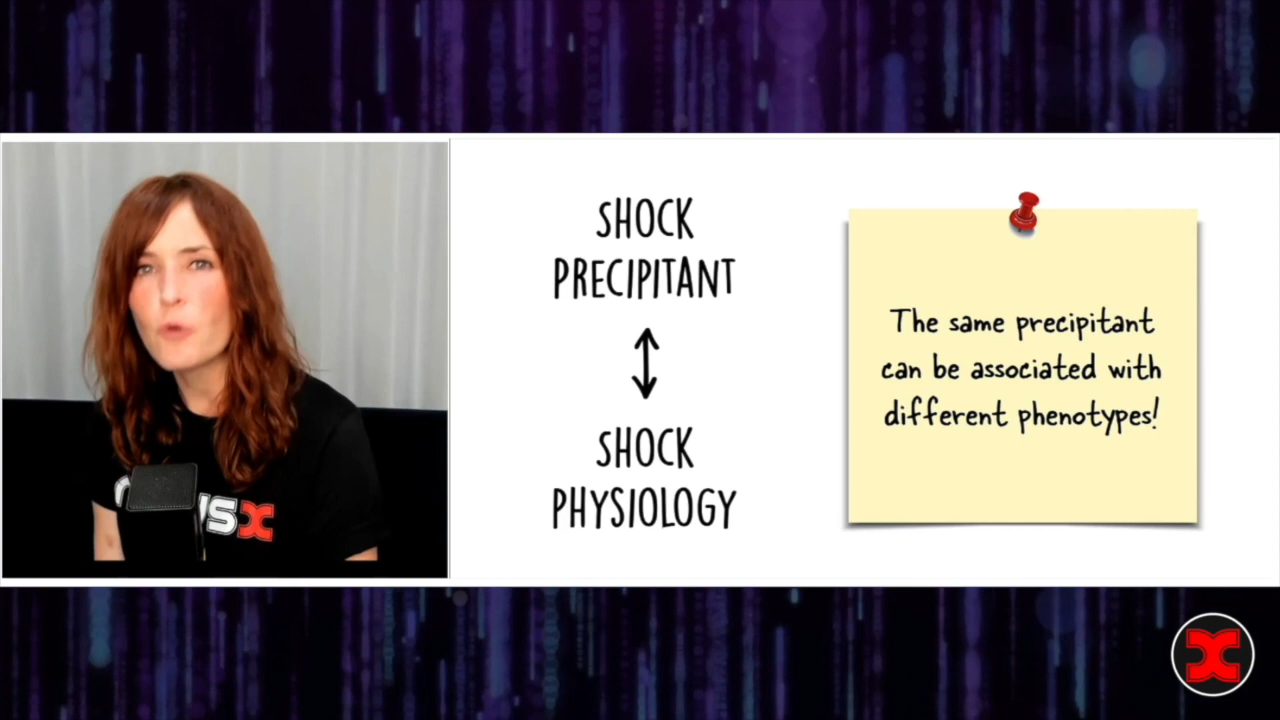 SHOCK
PRECIPITANT
SHOCK
PHYSIOLOGY
The same precipitant
can be associated with
different phenotypes!